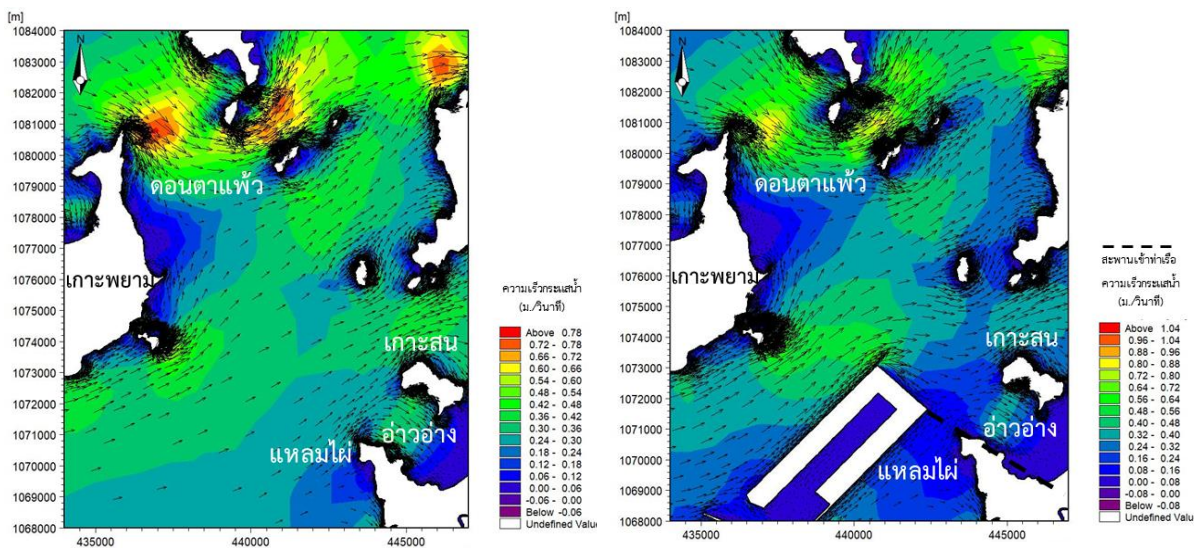 [m]
1084000
1083000
1082000
1081000
1080000
1079000
1078000
1077000
1076000
1075000
1074000
1073000
1072000
1071000
1070000
1069000
1068000
435000 440000 445000
ดอนตาแพ้ว
เกาะพยาม
เกาะสน
อ่าวอ่าง
แหลมไผ่
ความเร็วกระแสน้ำ
(ม./วินาที)
Above 0.78
0.72 - 0.78
0.66 - 0.72
0.60 - 0.66
0.54 - 0.60
0.48 - 0.54
0.42 - 0.48
0.36 - 0.42
0.30 - 0.36
0.24 - 0.30
0.18 - 0.24
0.12 - 0.18
0.06 - 0.12
0.00 - 0.06
-0.06 - 0.00
Below -0.06
Undefined Valu
[m]
1084000
1083000
1082000
1081000
1080000
1079000
1078000
1077000
1076000
1075000
1074000
1073000
1072000
1071000
1070000
1069000
1068000
435000 440000 445000
ดอนตาแพ้ว
เกาะพยาม
เกาะสน
อ่าวอ่าง
แหลมไผ่
สะพานเข้าท่าเรือ
ความเร็วกระแสน้ำ
(ม./วินาที)
Above 1.04
0.96 - 1.04
0.88 - 0.96
0.80 - 0.88
0.72 - 0.80
0.64 - 0.72
0.56 - 0.64
0.48 - 0.56
0.40 - 0.48
0.32 - 0.40
0.24 - 0.32
0.16 - 0.24
0.08 - 0.16
0.00 - 0.08
-0.08 - 0.00
Below -0.08
Undefined Valu